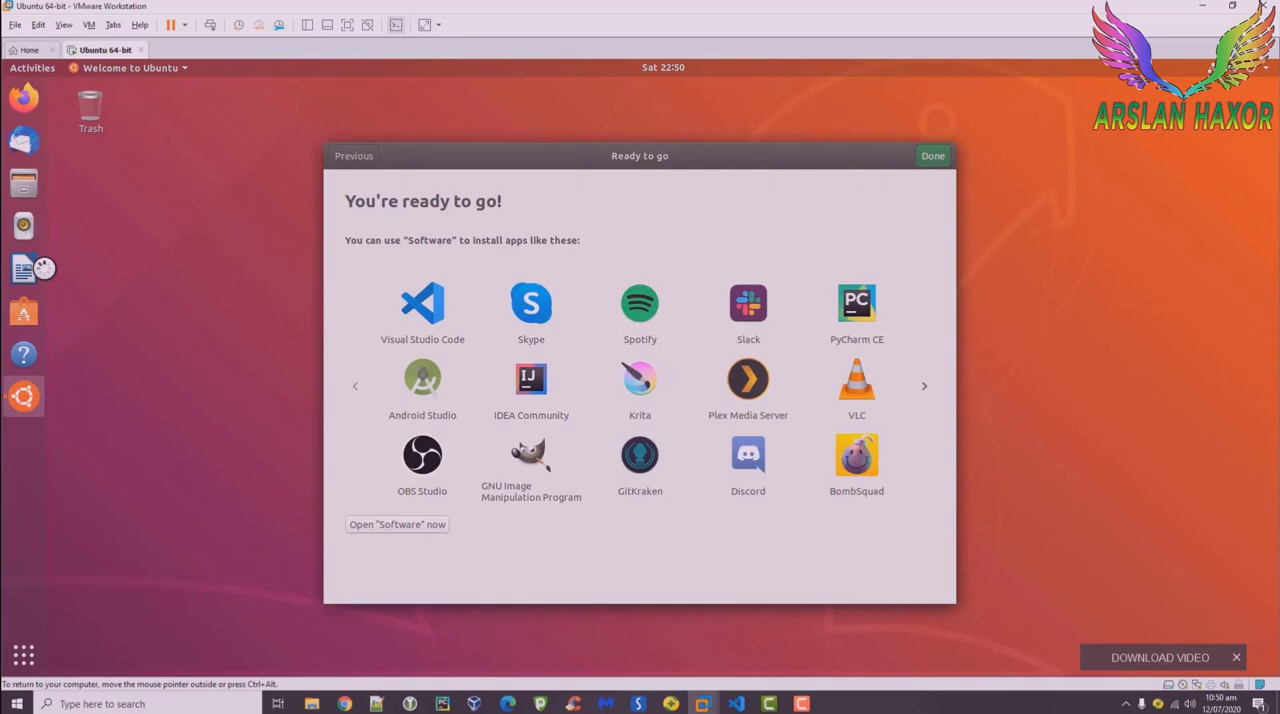 Ubuntu 64-bit - VMware Workstation
File Edit View VM Tabs Help
Home Ubuntu 64-bit
Activities Welcome to Ubuntu Sat 22:50
ARSLAN HAXOR
Trash
Previous Ready to go Done
You're ready to go!
You can use "Software" to install apps like these:
Visual Studio Code Skype Spotify Slack PyCharm CE
Android Studio IDEA Community Krita Plex Media Server VLC
OBS Studio GNU Image Manipulation Program GitKraken Discord BombSquad
Open "Software" now
DOWNLOAD VIDEO
To return to your computer, move the mouse pointer outside or press Ctrl+Alt.
Type here to search
10:50 am
12/07/2020